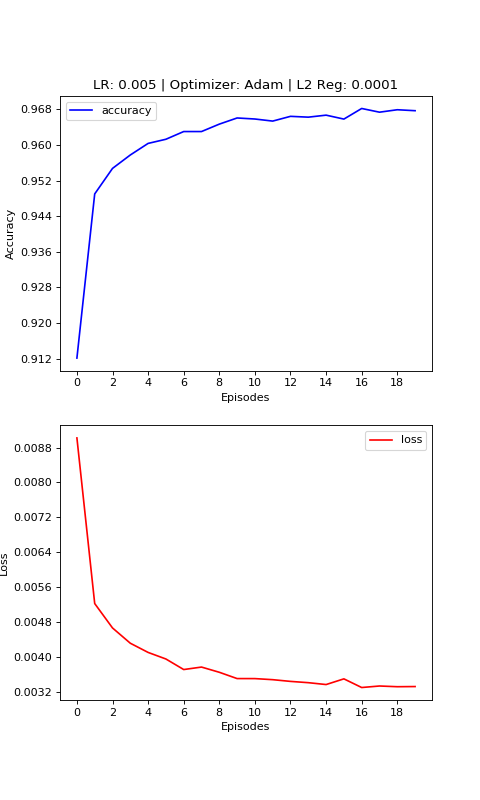 LR: 0.005 | Optimizer: Adam | L2 Reg: 0.0001
accuracy
0.968
0.960
0.952
0.944
0.936
0.928
0.920
0.912
Accuracy
0 2 4 6 8 10 12 14 16 18
Episodes
loss
0.0088
0.0080
0.0072
0.0064
0.0056
0.0048
0.0040
0.0032
Loss
0 2 4 6 8 10 12 14 16 18
Episodes